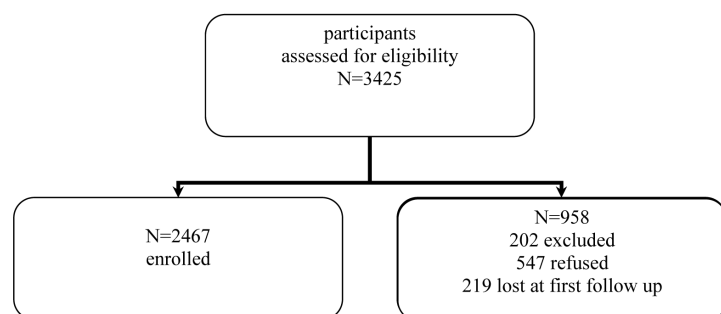 participants
assessed for eligibility
N=3425
N=2467
enrolled
N=958
202 excluded
547 refused
219 lost at first follow up